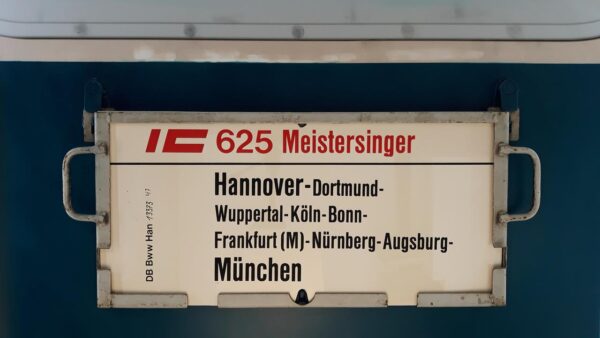 IC 625 Meistersinger
Hannover-Dortmund-
Wuppertal-Köln-Bonn-
Frankfurt (M)-Nürnberg-Augsburg-
München
DB Bww Han